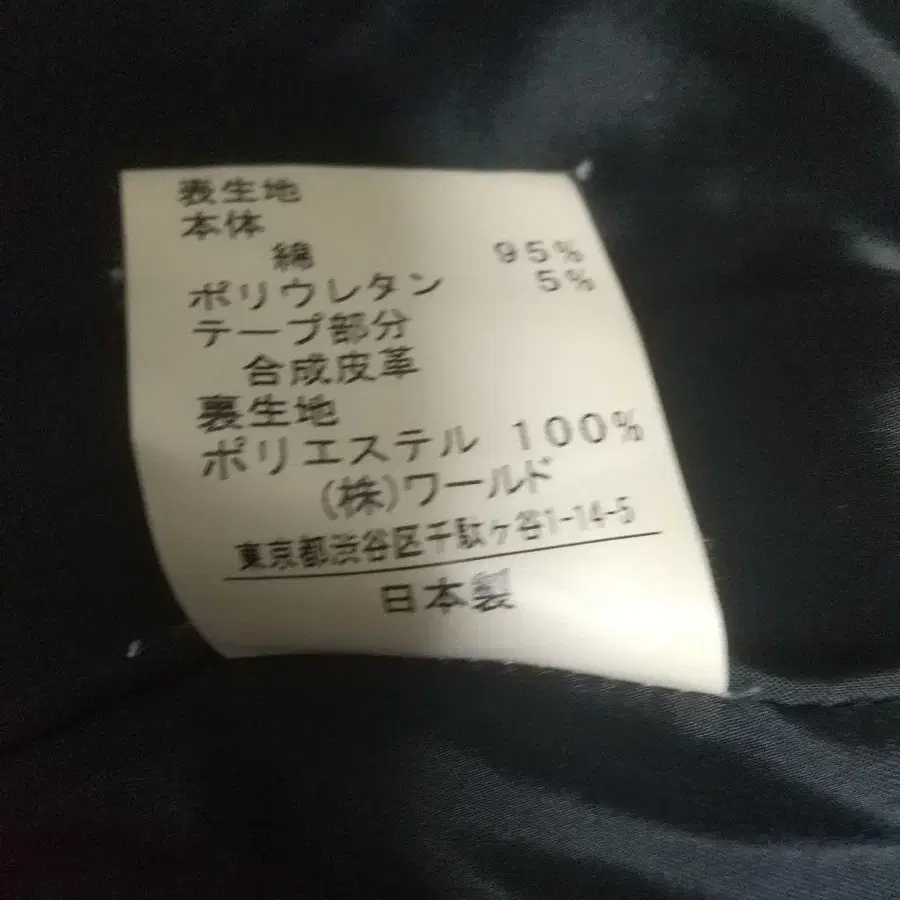 表生地
本体
綿 95%
ポリウレタン 5%
テープ部分
合成皮革
裏生地
ポリエステル 100%
(株)ワールド
東京都渋谷区千駄ヶ谷1-14-5
日本製